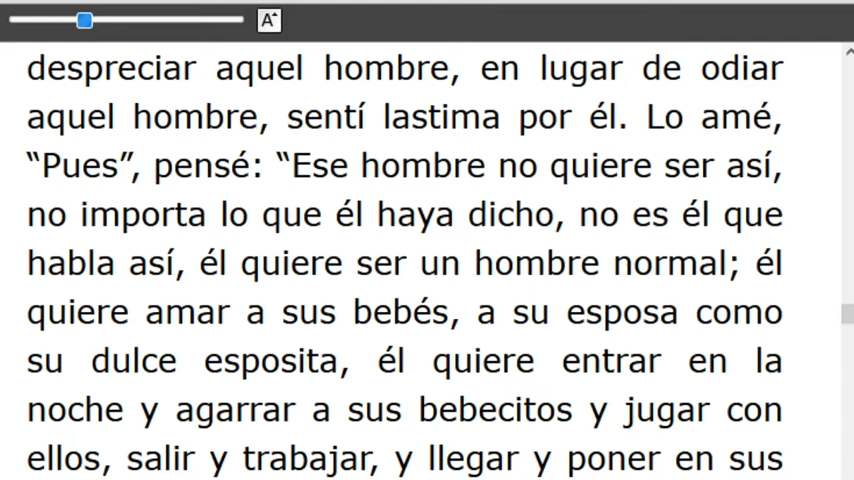 A
despreciar aquel hombre, en lugar de odiar
aquel hombre, sentí lastima por él. Lo amé,
“Pues”, pensé: “Ese hombre no quiere ser así,
no importa lo que él haya dicho, no es él que
habla así, él quiere ser un hombre normal; él
quiere amar a sus bebés, a su esposa como
su dulce esposita, él quiere entrar en la
noche y agarrar a sus bebecitos y jugar con
ellos, salir y trabajar, y llegar y poner en sus